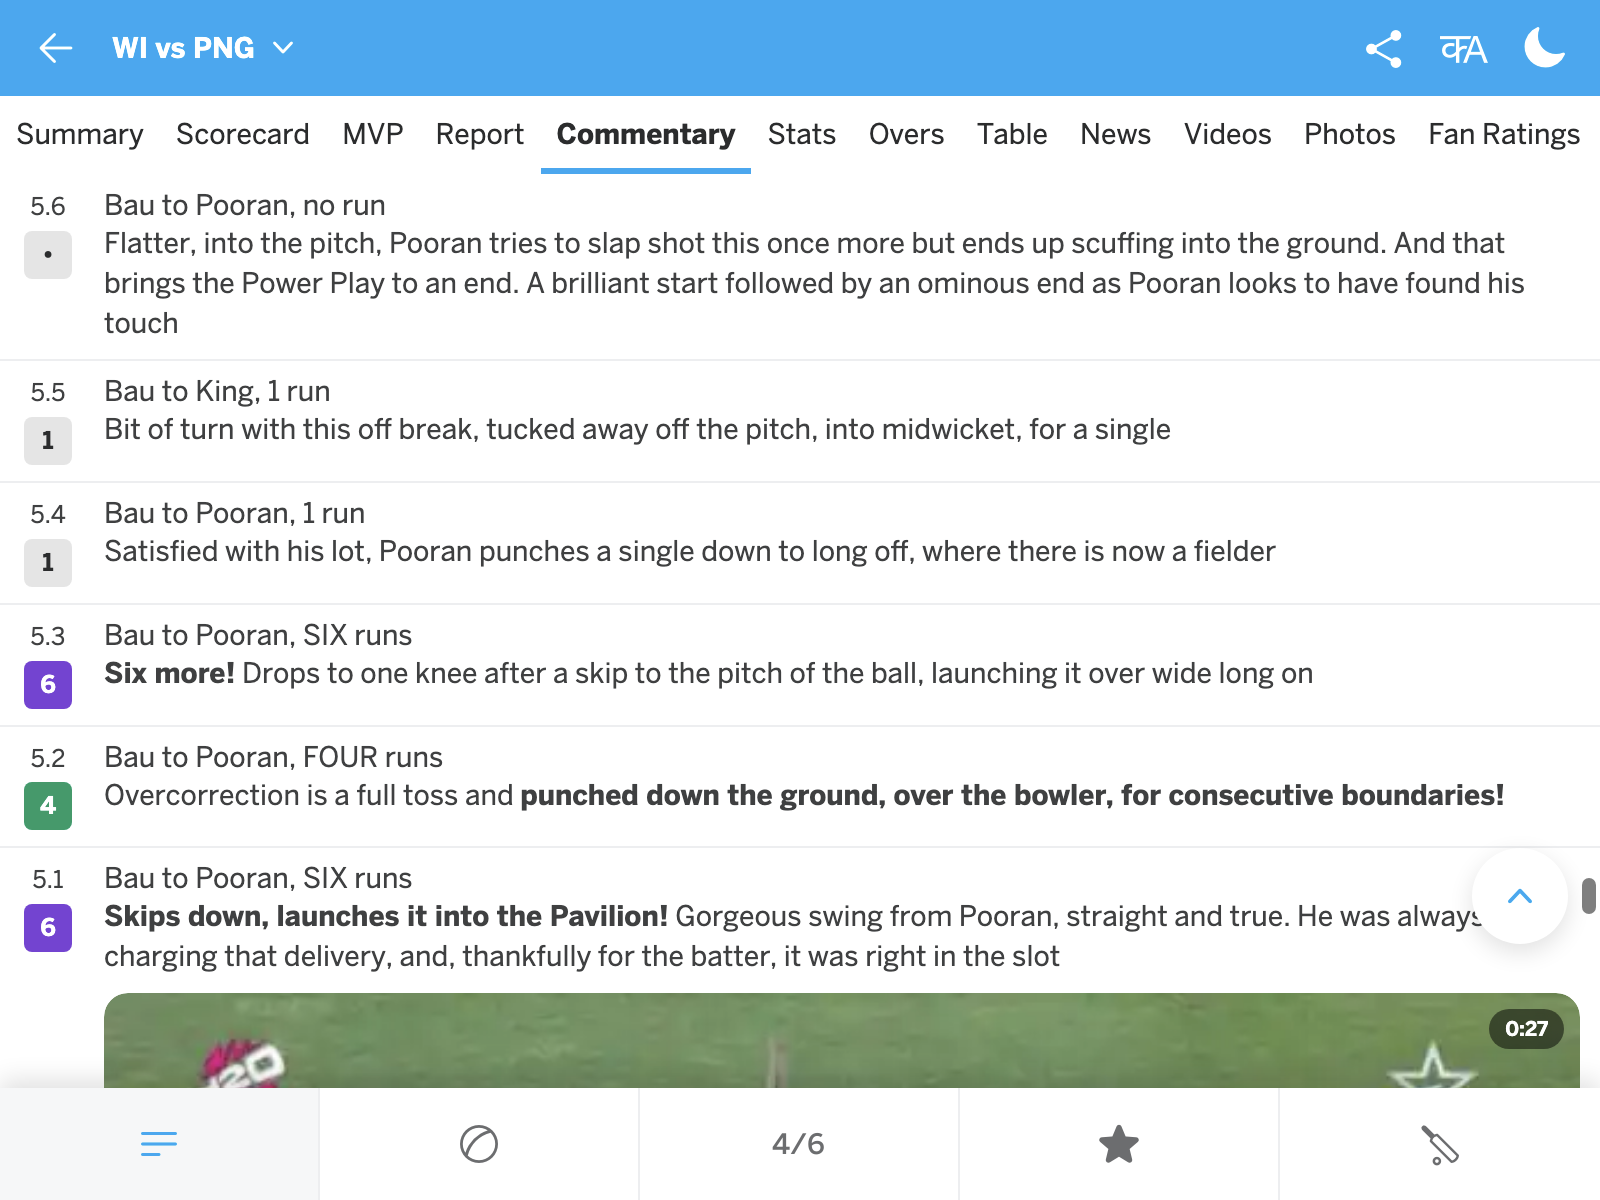 WI vs PNG
कA
Summary Scorecard MVP Report Commentary Stats Overs Table News Videos Photos Fan Ratings
5.6 Bau to Pooran, no run
• Flatter, into the pitch, Pooran tries to slap shot this once more but ends up scuffing into the ground. And that
brings the Power Play to an end. A brilliant start followed by an ominous end as Pooran looks to have found his
touch
5.5 Bau to King, 1 run
1 Bit of turn with this off break, tucked away off the pitch, into midwicket, for a single
5.4 Bau to Pooran, 1 run
1 Satisfied with his lot, Pooran punches a single down to long off, where there is now a fielder
5.3 Bau to Pooran, SIX runs
6 Six more! Drops to one knee after a skip to the pitch of the ball, launching it over wide long on
5.2 Bau to Pooran, FOUR runs
4 Overcorrection is a full toss and punched down the ground, over the bowler, for consecutive boundaries!
5.1 Bau to Pooran, SIX runs
6 Skips down, launches it into the Pavilion! Gorgeous swing from Pooran, straight and true. He was always
charging that delivery, and, thankfully for the batter, it was right in the slot
0:27
4/6